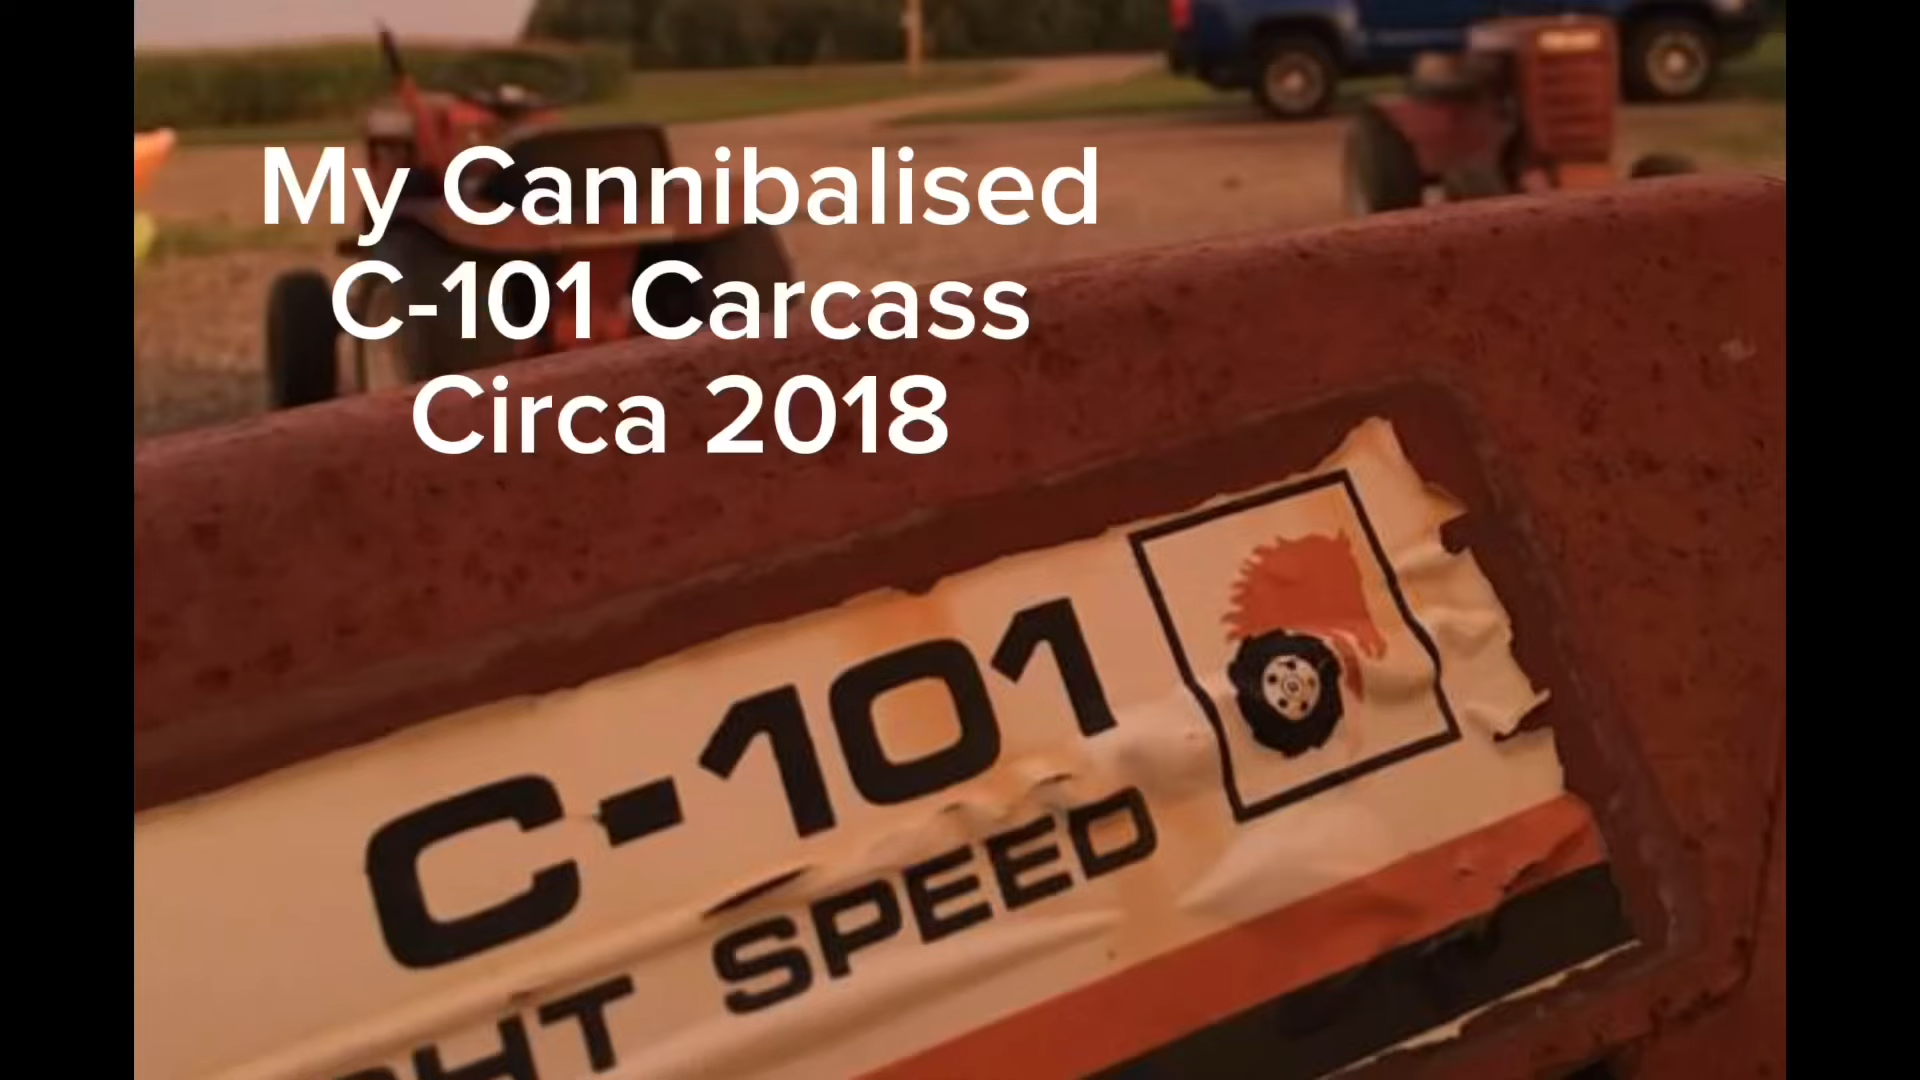 My Cannibalised
C-101 Carcass
Circa 2018
C-101
SPEED